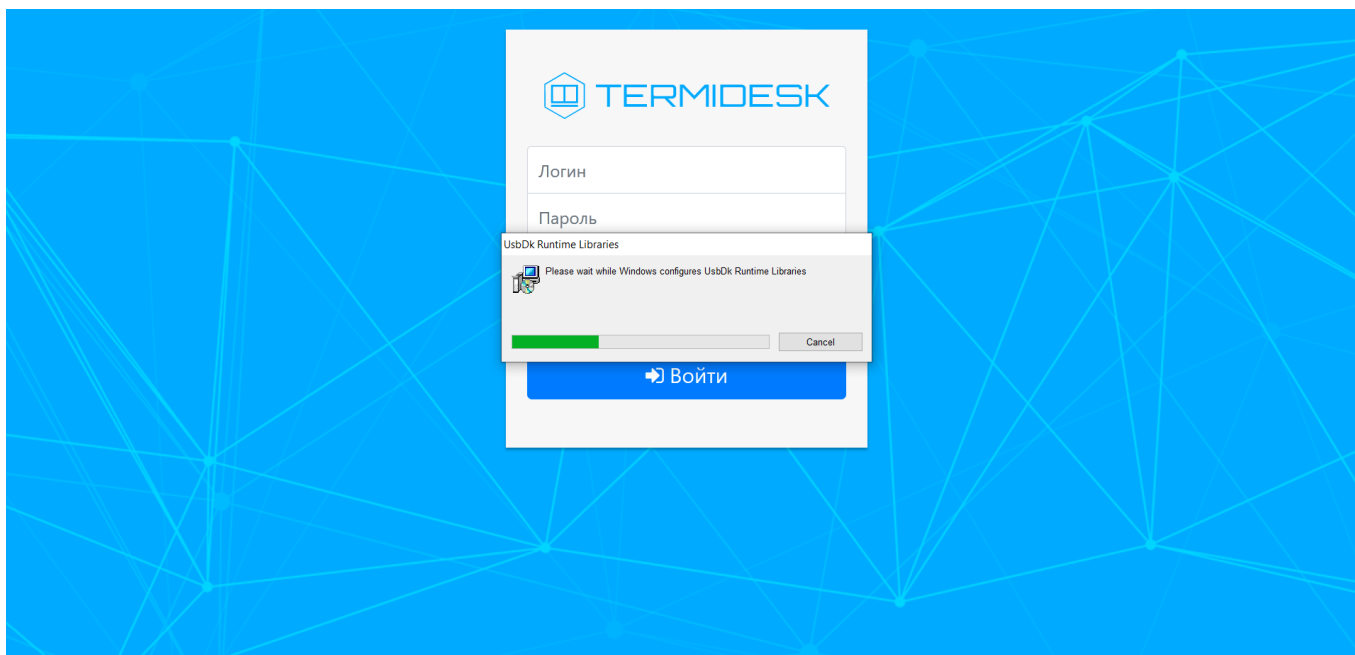 TERMIDESK
Логин
Пароль
UsbDk Runtime Libraries
Please wait while Windows configures UsbDk Runtime Libraries
Cancel
Войти